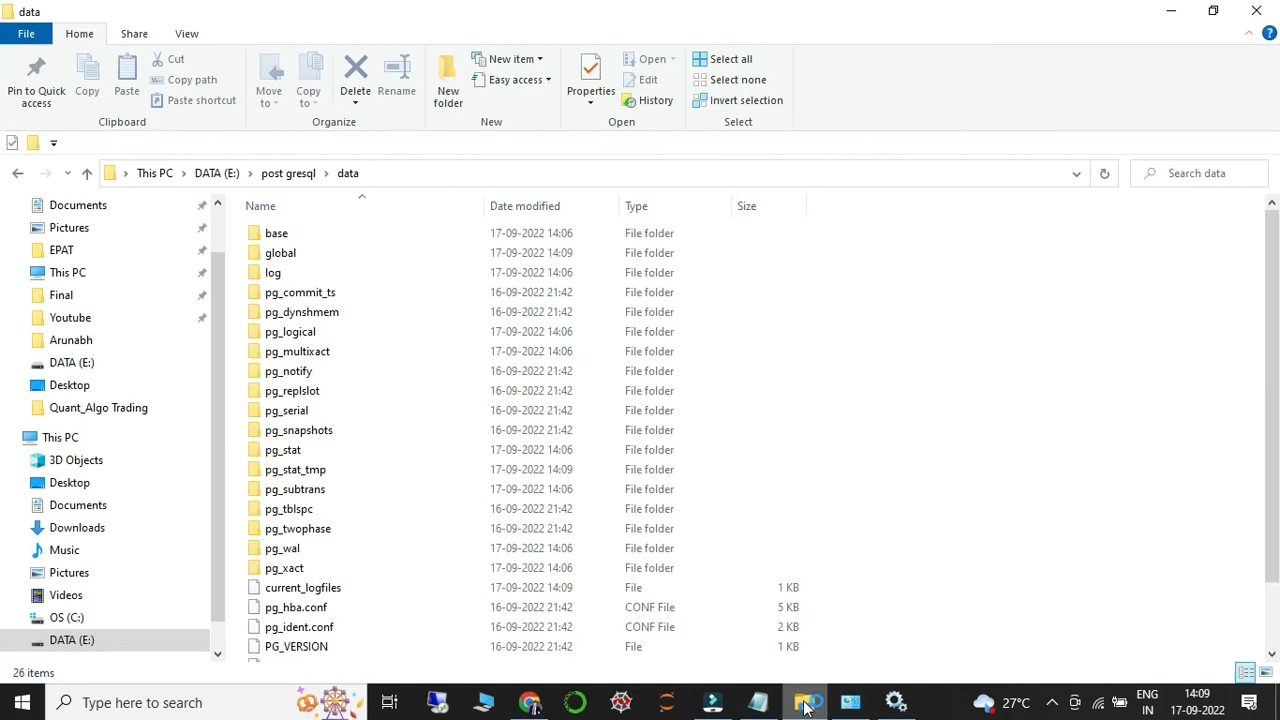 data
File Home Share View
Pin to Quick access
Copy
Paste
Cut
Copy path
Paste shortcut
Clipboard
Move to
Copy to
Delete
Rename
Organize
New folder
New item
Easy access
New
Properties
Open
Edit
History
Open
Select all
Select none
Invert selection
Select
This PC > DATA (E:) > post gresql > data
Search data
Documents
Pictures
EPAT
This PC
Final
Youtube
Arunabh
DATA (E:)
Desktop
Quant_Algo Trading
This PC
3D Objects
Desktop
Documents
Downloads
Music
Pictures
Videos
OS (C:)
DATA (E:)
Name Date modified Type Size
base 17-09-2022 14:06 File folder
global 17-09-2022 14:09 File folder
log 17-09-2022 14:06 File folder
pg_commit_ts 16-09-2022 21:42 File folder
pg_dynshmem 16-09-2022 21:42 File folder
pg_logical 17-09-2022 14:06 File folder
pg_multixact 17-09-2022 14:06 File folder
pg_notify 16-09-2022 21:42 File folder
pg_replslot 16-09-2022 21:42 File folder
pg_serial 16-09-2022 21:42 File folder
pg_snapshots 16-09-2022 21:42 File folder
pg_stat 17-09-2022 14:06 File folder
pg_stat_tmp 17-09-2022 14:09 File folder
pg_subtrans 17-09-2022 14:06 File folder
pg_tblspc 16-09-2022 21:42 File folder
pg_twophase 16-09-2022 21:42 File folder
pg_wal 17-09-2022 14:06 File folder
pg_xact 17-09-2022 14:06 File folder
current_logfiles 17-09-2022 14:09 File 1 KB
pg_hba.conf 16-09-2022 21:42 CONF File 5 KB
pg_ident.conf 16-09-2022 21:42 CONF File 2 KB
PG_VERSION 16-09-2022 21:42 File 1 KB
26 items
Type here to search
27°C
ENG
IN
14:09
17-09-2022